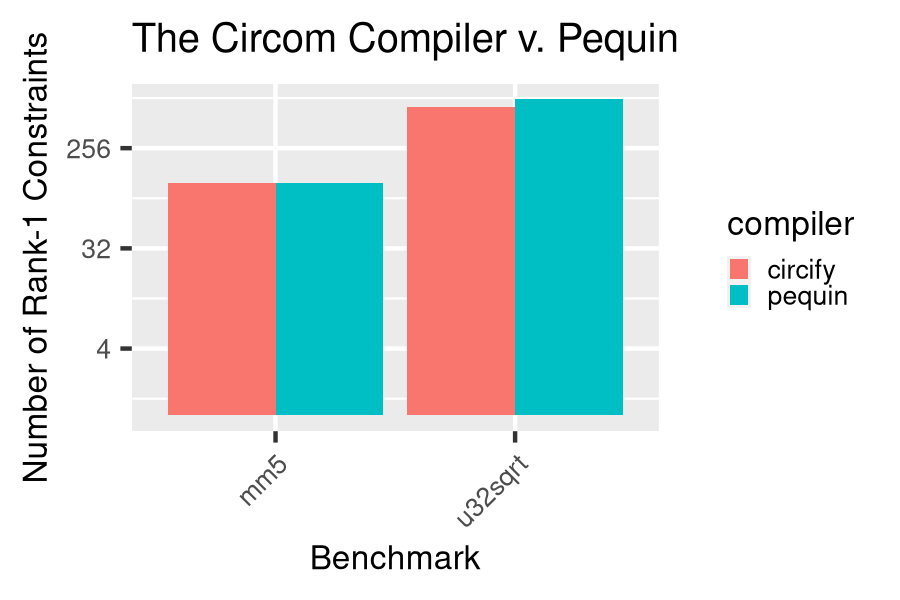 The Circom Compiler v. Pequin
Number of Rank-1 Constraints
256
32
4
mm5
u32sqrt
Benchmark
compiler
circify
pequin